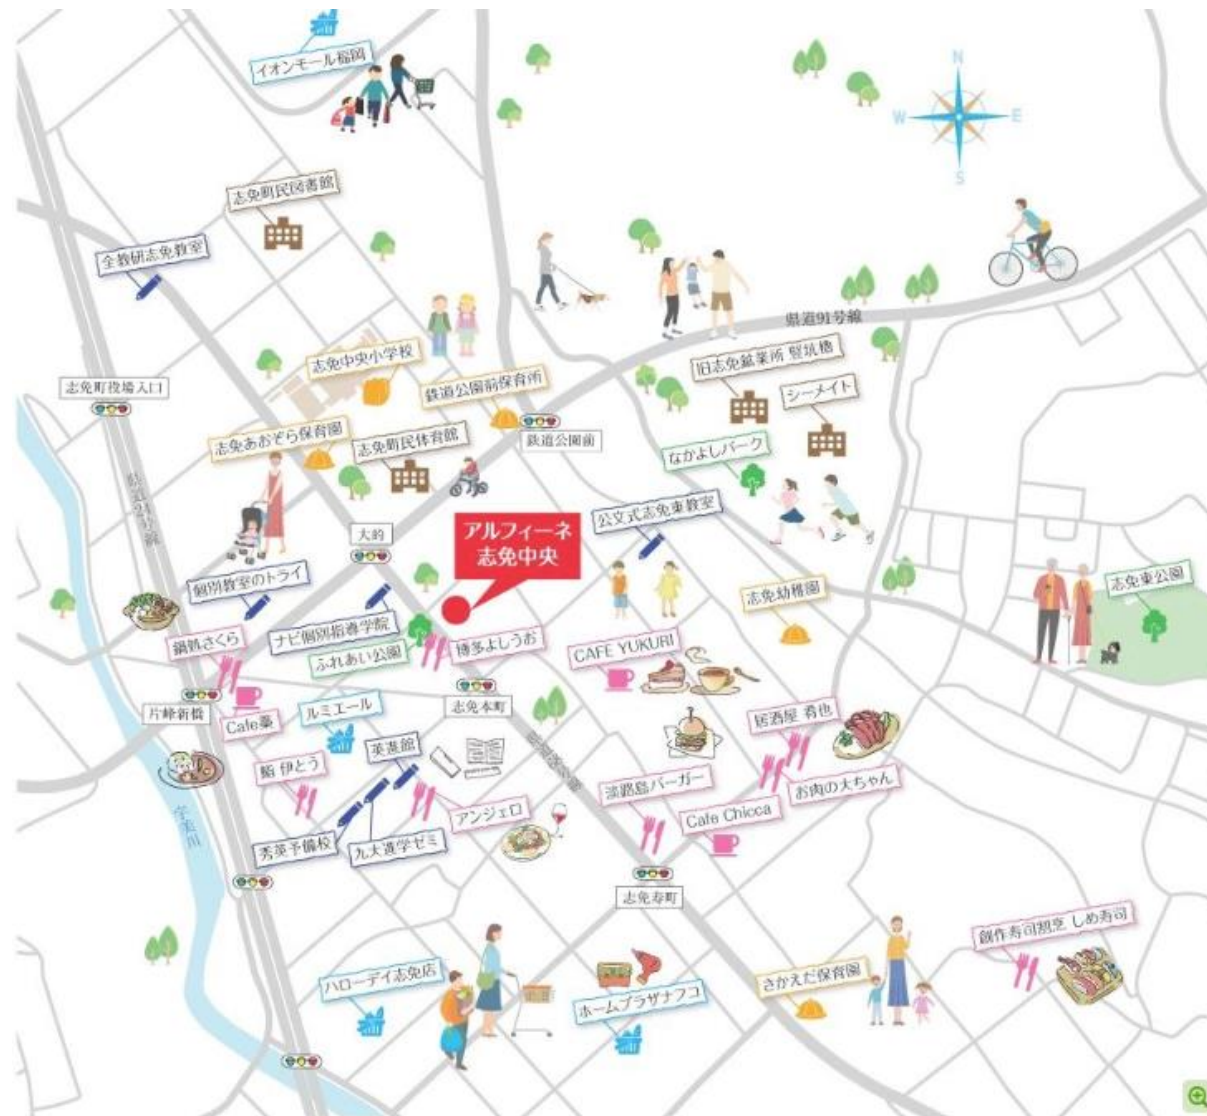 イオンモール福岡
N
W
E
S
志免町民図書館
全教研志免教室
県道91号線
志免中央小学校
旧志免鉱業所 竪坑櫓
志免町役場入口
鉄道公園前保育所
シーメイト
志免あおぞら保育園
志免町民体育館
鉄道公園前
なかよしパーク
公文式志免東教室
大的
アルフィーネ
志免中央
個別教室のトライ
志免幼稚園
志免東公園
ナビ個別指導学院
鍋処さくら
ふれあい公園
博多よしうお
CAFE YUKURI
片峰新橋
Cafe薬
ルミエール
志免本町
居酒屋 肴也
英進館
鮨 伊とう
淡路島バーガー
お肉の大ちゃん
アンジェロ
Cafe Chicca
宇美川
秀英予備校
九大進学ゼミ
志免寿町
創作寿司割烹 しめ寿司
ハローデイ志免店
さかえだ保育園
ホームプラザナフコ